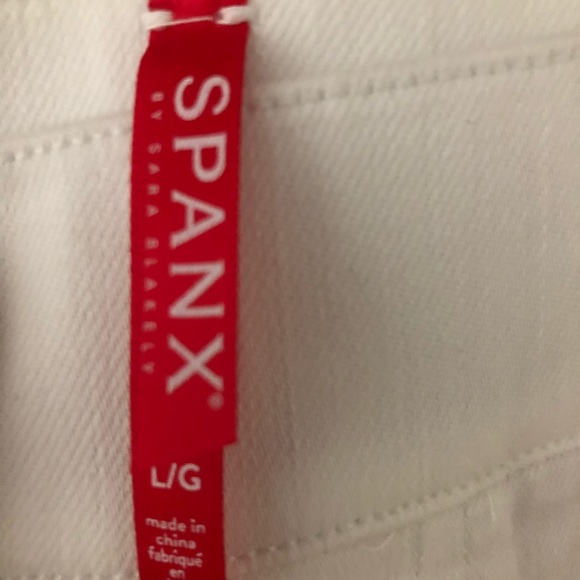 SPANX®
BY SARA BLAKELY
L/G
made in
china
fabriqué
en